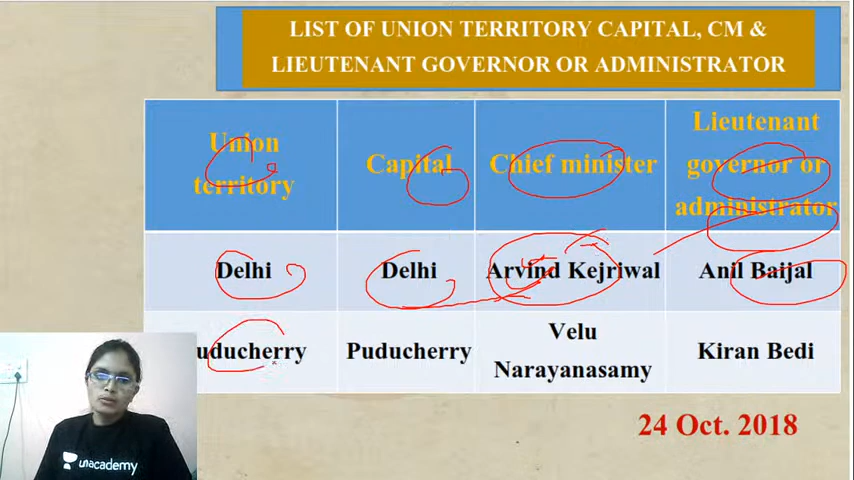 LIST OF UNION TERRITORY CAPITAL, CM &
LIEUTENANT GOVERNOR OR ADMINISTRATOR
Union
territory
Capital
Chief minister
Lieutenant
governor or
administrator
Delhi
Delhi
Arvind Kejriwal
Anil Baijal
uducherry
Puducherry
Velu
Narayanasamy
Kiran Bedi
24 Oct. 2018
unacademy